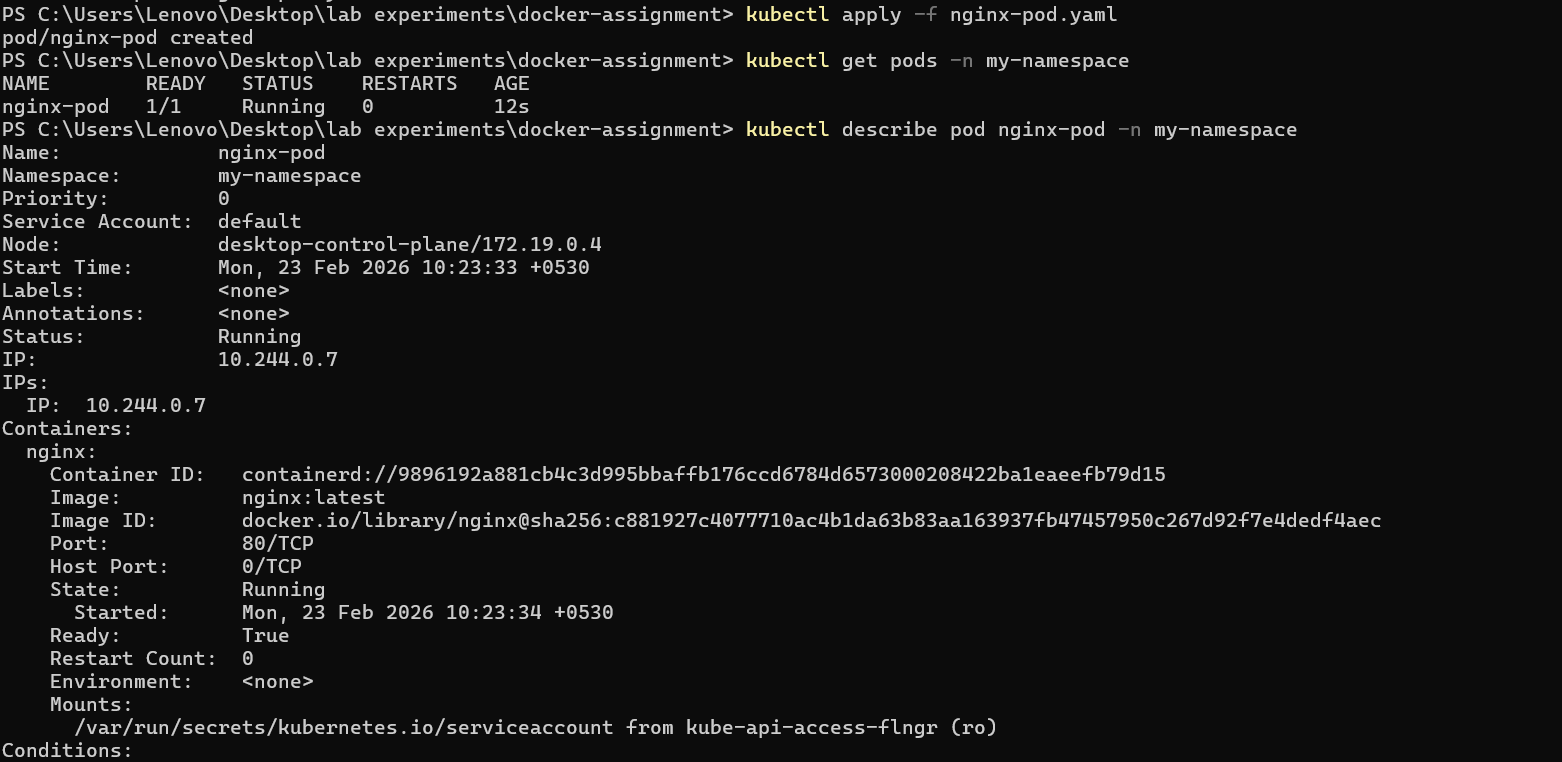 PS C:\Users\Lenovo\Desktop\lab experiments\docker-assignment> kubectl apply -f nginx-pod.yaml
pod/nginx-pod created
PS C:\Users\Lenovo\Desktop\lab experiments\docker-assignment> kubectl get pods -n my-namespace
NAME        READY   STATUS    RESTARTS   AGE
nginx-pod   1/1     Running   0          12s
PS C:\Users\Lenovo\Desktop\lab experiments\docker-assignment> kubectl describe pod nginx-pod -n my-namespace
Name:             nginx-pod
Namespace:        my-namespace
Priority:         0
Service Account:  default
Node:             desktop-control-plane/172.19.0.4
Start Time:       Mon, 23 Feb 2026 10:23:33 +0530
Labels:           <none>
Annotations:      <none>
Status:           Running
IP:               10.244.0.7
IPs:
  IP:  10.244.0.7
Containers:
  nginx:
    Container ID:   containerd://9896192a881cb4c3d995bbaffb176ccd6784d6573000208422ba1eaeefb79d15
    Image:          nginx:latest
    Image ID:       docker.io/library/nginx@sha256:c881927c4077710ac4b1da63b83aa163937fb47457950c267d92f7e4dedf4aec
    Port:           80/TCP
    Host Port:      0/TCP
    State:          Running
      Started:      Mon, 23 Feb 2026 10:23:34 +0530
    Ready:          True
    Restart Count:  0
    Environment:    <none>
    Mounts:
      /var/run/secrets/kubernetes.io/serviceaccount from kube-api-access-flngr (ro)
Conditions: